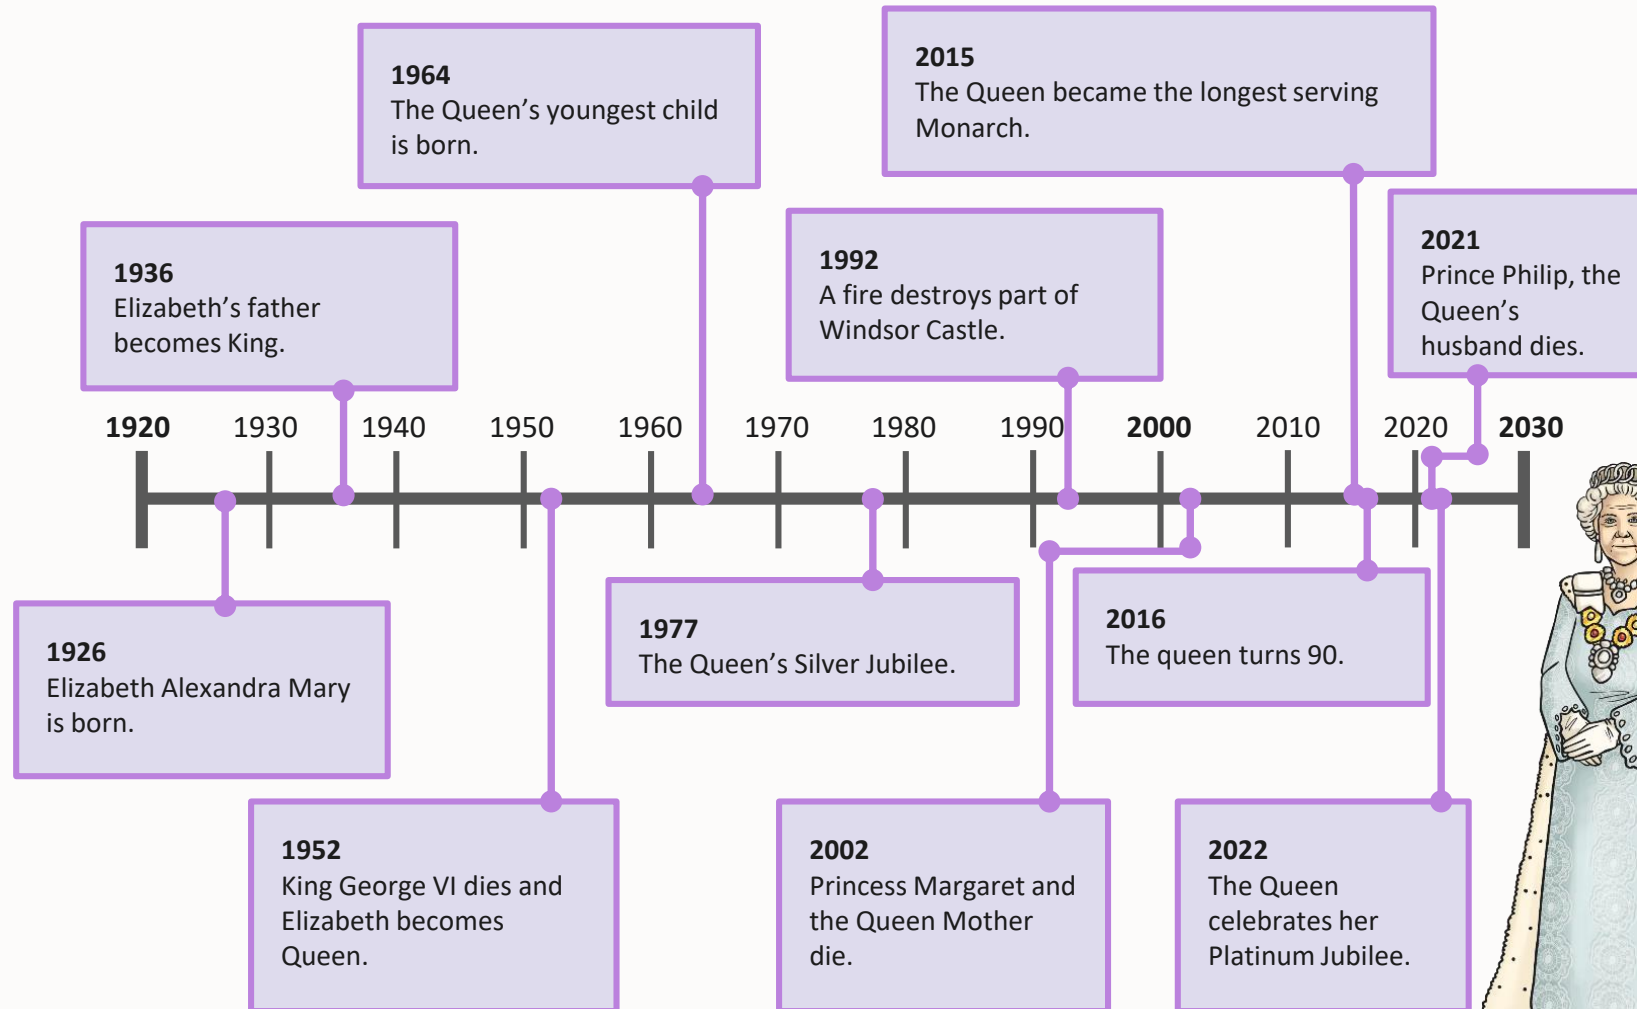 1964
The Queen’s youngest child
is born.
2015
The Queen became the longest serving
Monarch.
1936
Elizabeth’s father
becomes King.
1992
A fire destroys part of
Windsor Castle.
2021
Prince Philip, the
Queen’s
husband dies.
1920 1930 1940 1950 1960 1970 1980 1990 2000 2010 2020 2030
1926
Elizabeth Alexandra Mary
is born.
1977
The Queen’s Silver Jubilee.
2016
The queen turns 90.
1952
King George VI dies and
Elizabeth becomes
Queen.
2002
Princess Margaret and
the Queen Mother
die.
2022
The Queen
celebrates her
Platinum Jubilee.